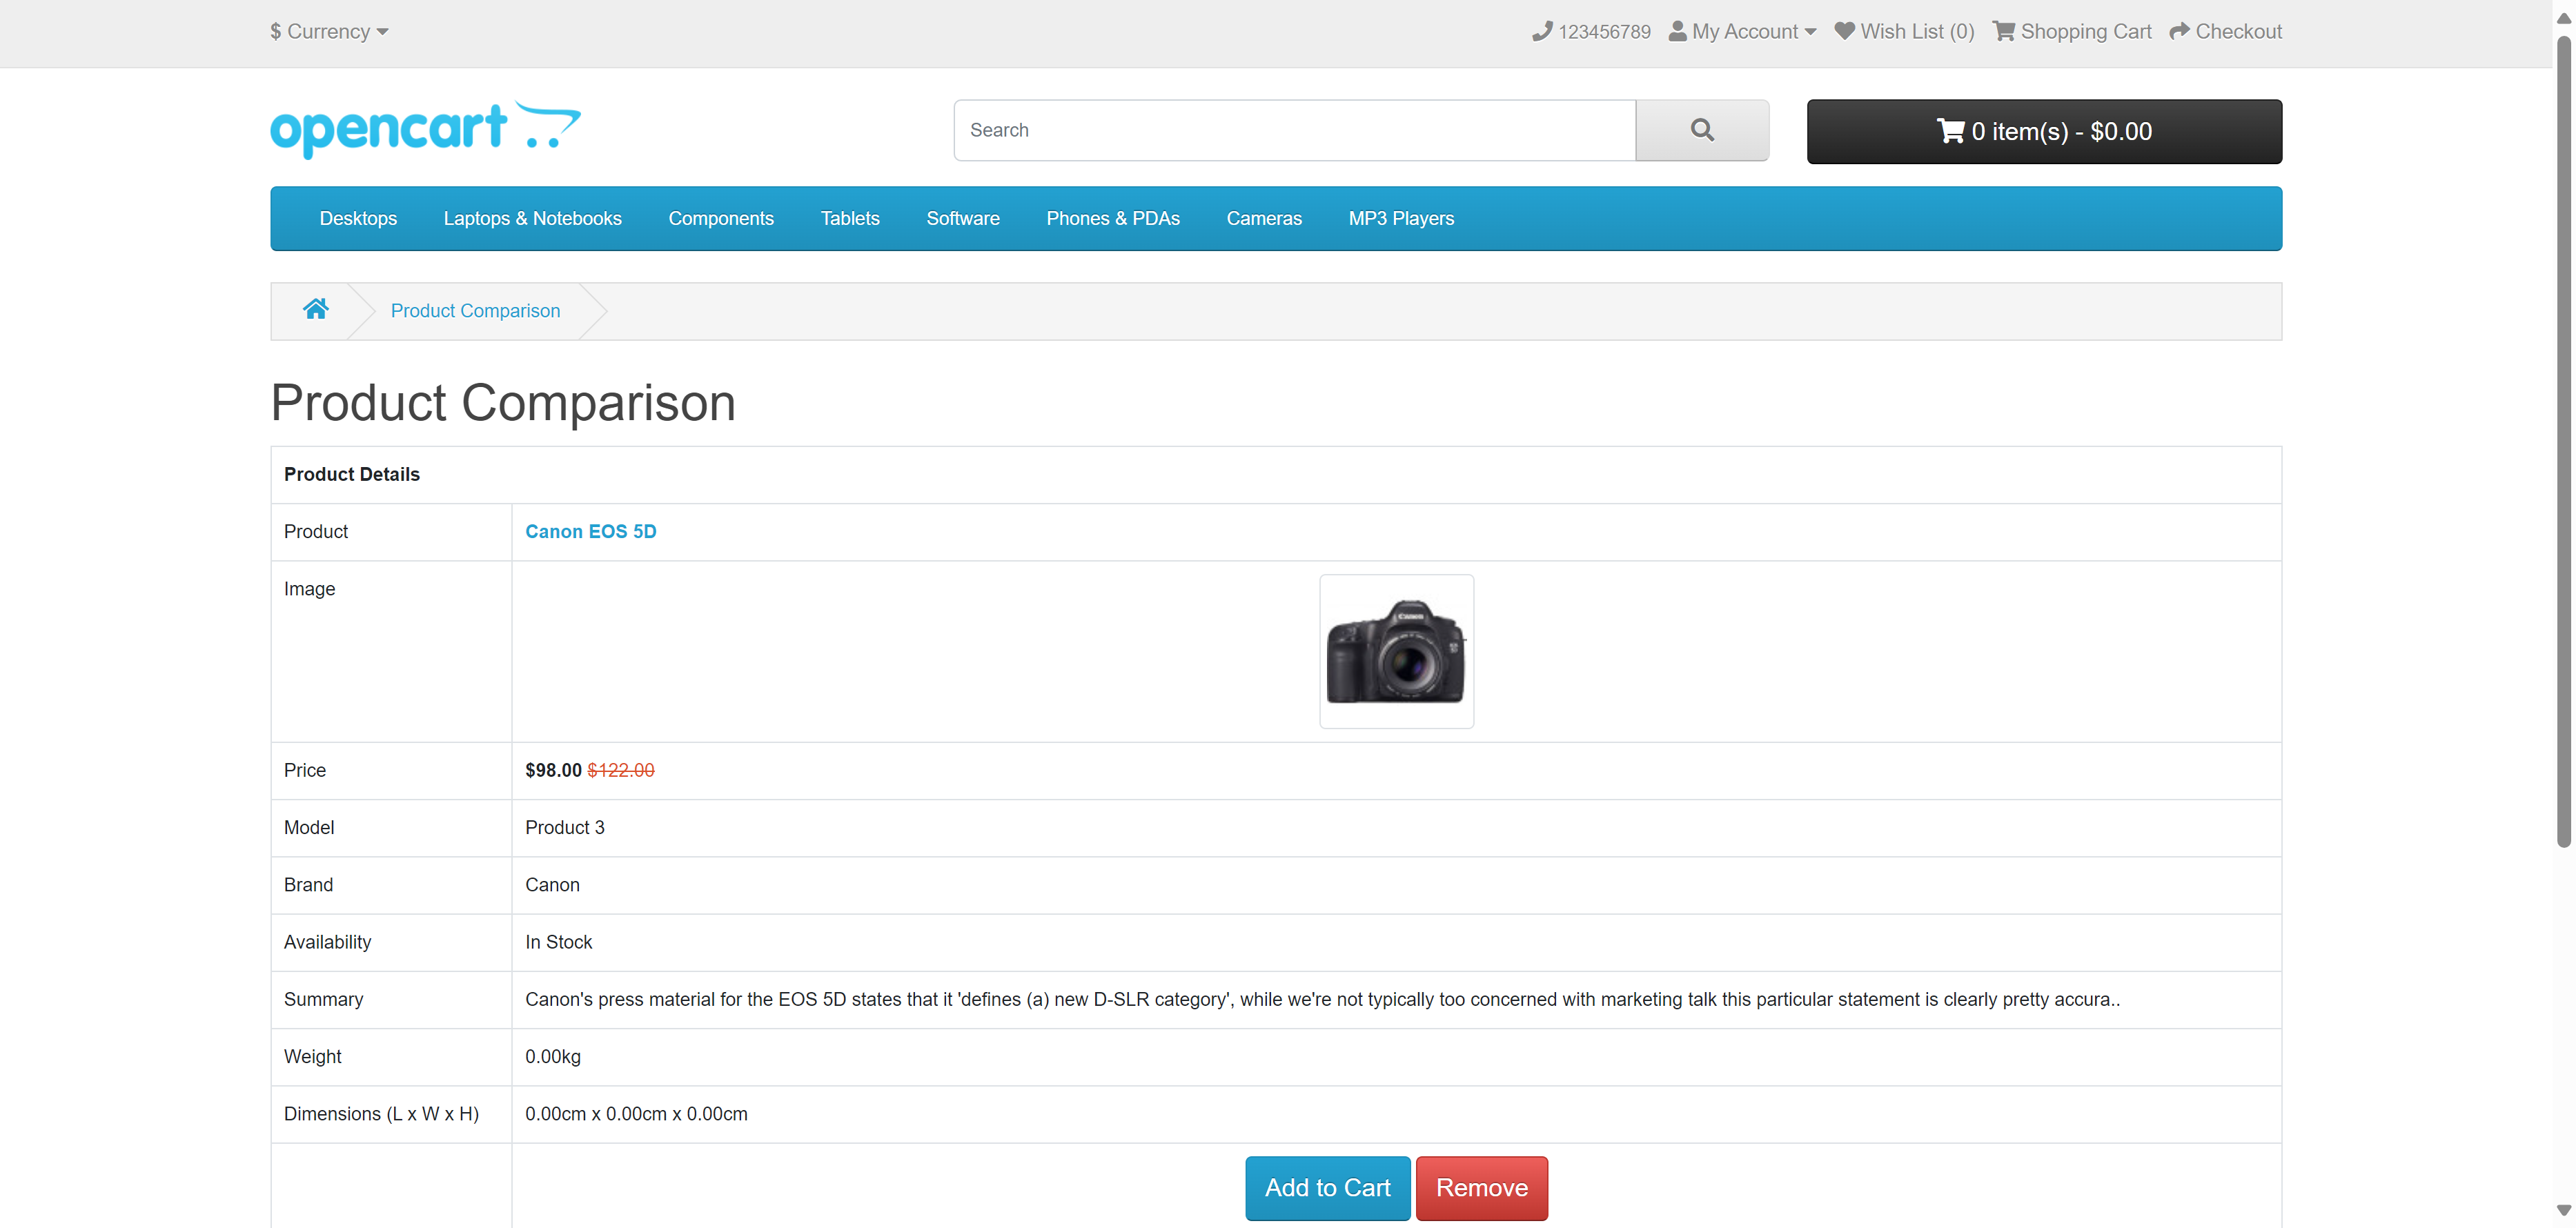 $ Currency
123456789 My Account Wish List (0) Shopping Cart Checkout
opencart
Search
0 item(s) - $0.00
Desktops Laptops & Notebooks Components Tablets Software Phones & PDAs Cameras MP3 Players
Product Comparison
Product Comparison
Product Details
Product Canon EOS 5D
Image
Canon
Price $98.00 $122.00
Model Product 3
Brand Canon
Availability In Stock
Summary Canon's press material for the EOS 5D states that it 'defines (a) new D-SLR category', while we're not typically too concerned with marketing talk this particular statement is clearly pretty accura..
Weight 0.00kg
Dimensions (L x W x H) 0.00cm x 0.00cm x 0.00cm
Add to Cart Remove